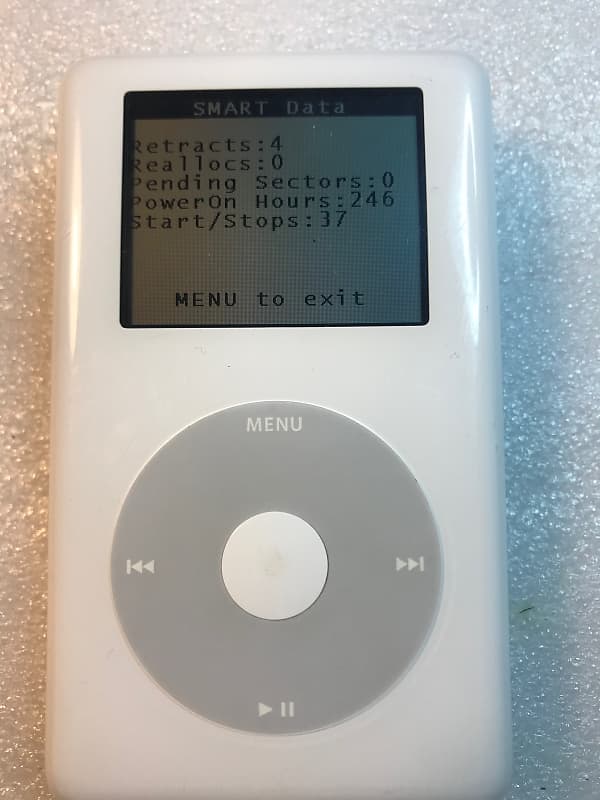 SMART Data
Retracts:4
Reallocs:0
Pending Sectors:0
PowerOn Hours:246
Start/Stops:37
MENU to exit
MENU